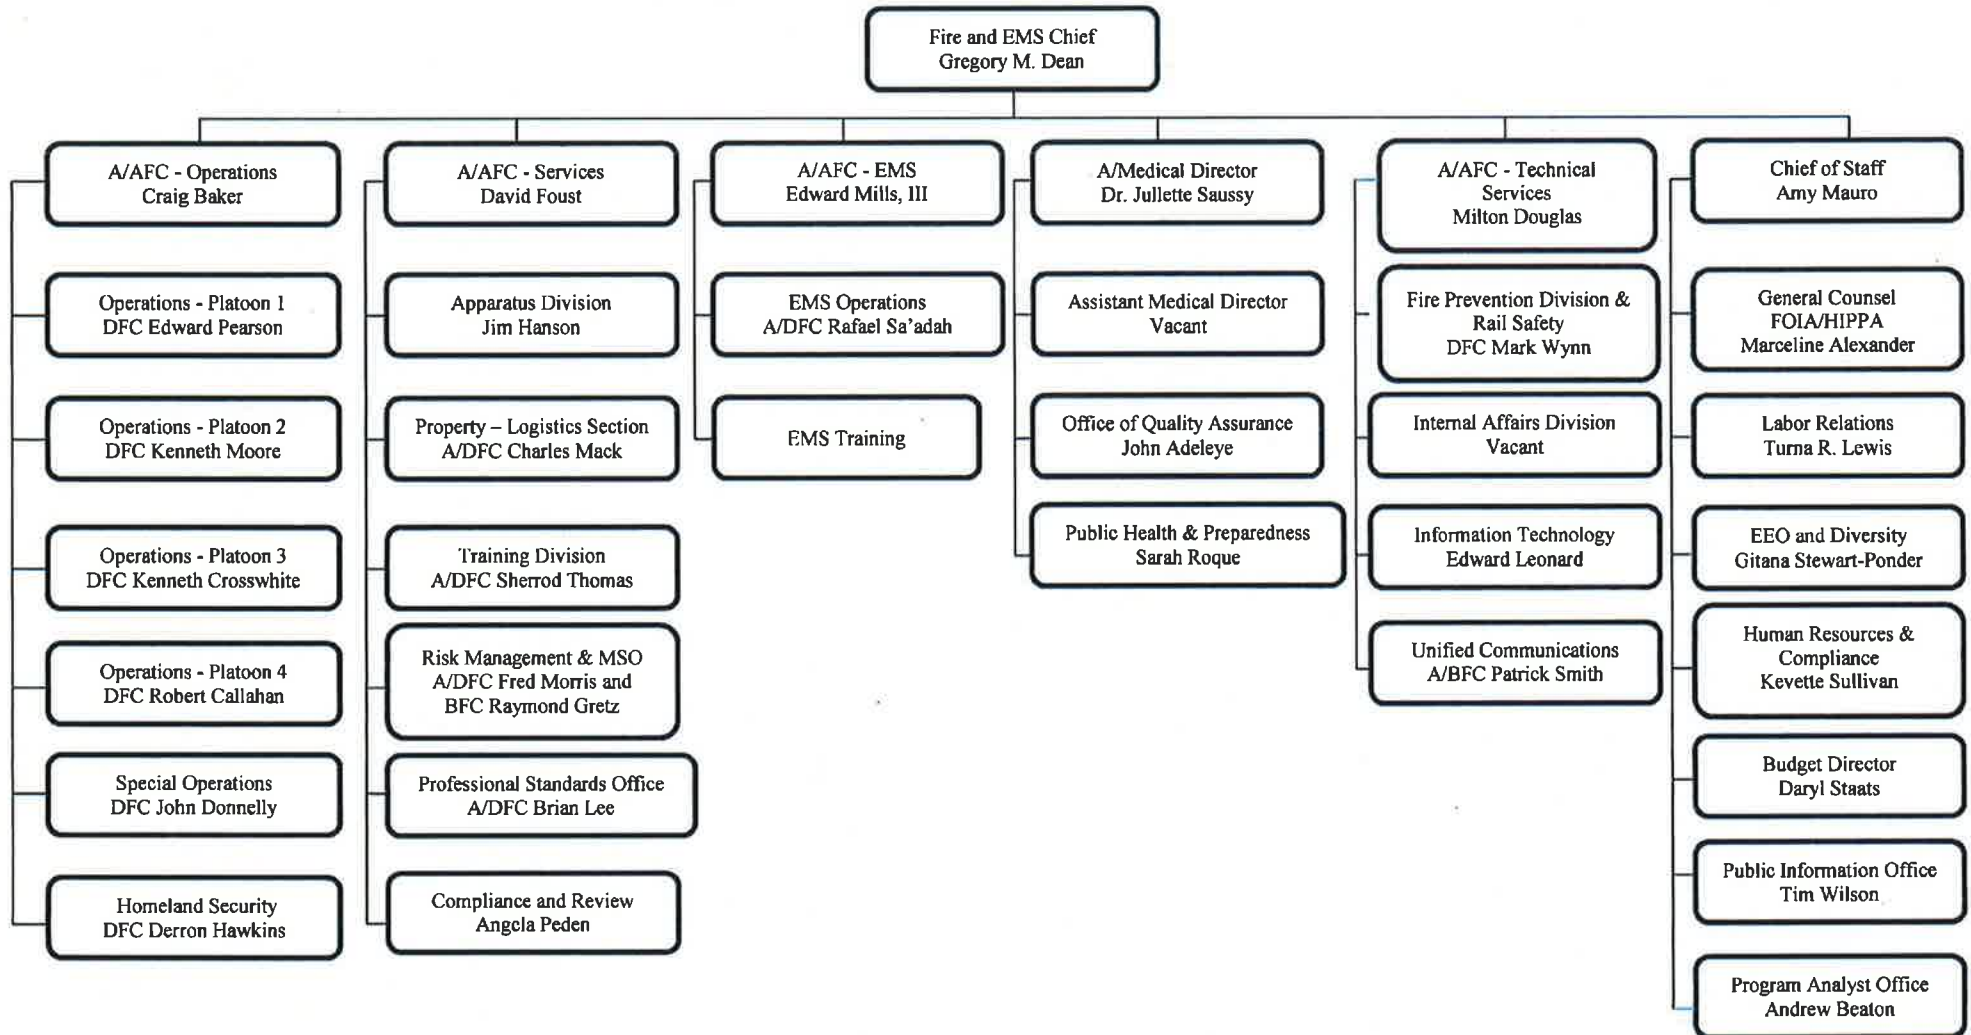 Fire and EMS Chief
Gregory M. Dean
A/AFC - Operations
Craig Baker
Operations - Platoon 1
DFC Edward Pearson
Operations - Platoon 2
DFC Kenneth Moore
Operations - Platoon 3
DFC Kenneth Crosswhite
Operations - Platoon 4
DFC Robert Callahan
Special Operations
DFC John Donnelly
Homeland Security
DFC Derron Hawkins
A/AFC - Services
David Foust
Apparatus Division
Jim Hanson
Property – Logistics Section
A/DFC Charles Mack
Training Division
A/DFC Sherrod Thomas
Risk Management & MSO
A/DFC Fred Morris and
BFC Raymond Gretz
Professional Standards Office
A/DFC Brian Lee
Compliance and Review
Angela Peden
A/AFC - EMS
Edward Mills, III
EMS Operations
A/DFC Rafael Sa’adah
EMS Training
A/Medical Director
Dr. Jullette Saussy
Assistant Medical Director
Vacant
Office of Quality Assurance
John Adeleye
Public Health & Preparedness
Sarah Roque
A/AFC - Technical
Services
Milton Douglas
Fire Prevention Division &
Rail Safety
DFC Mark Wynn
Internal Affairs Division
Vacant
Information Technology
Edward Leonard
Unified Communications
A/BFC Patrick Smith
Chief of Staff
Amy Mauro
General Counsel
FOIA/HIPPA
Marceline Alexander
Labor Relations
Turna R. Lewis
EEO and Diversity
Gitana Stewart-Ponder
Human Resources &
Compliance
Kevette Sullivan
Budget Director
Daryl Staats
Public Information Office
Tim Wilson
Program Analyst Office
Andrew Beaton